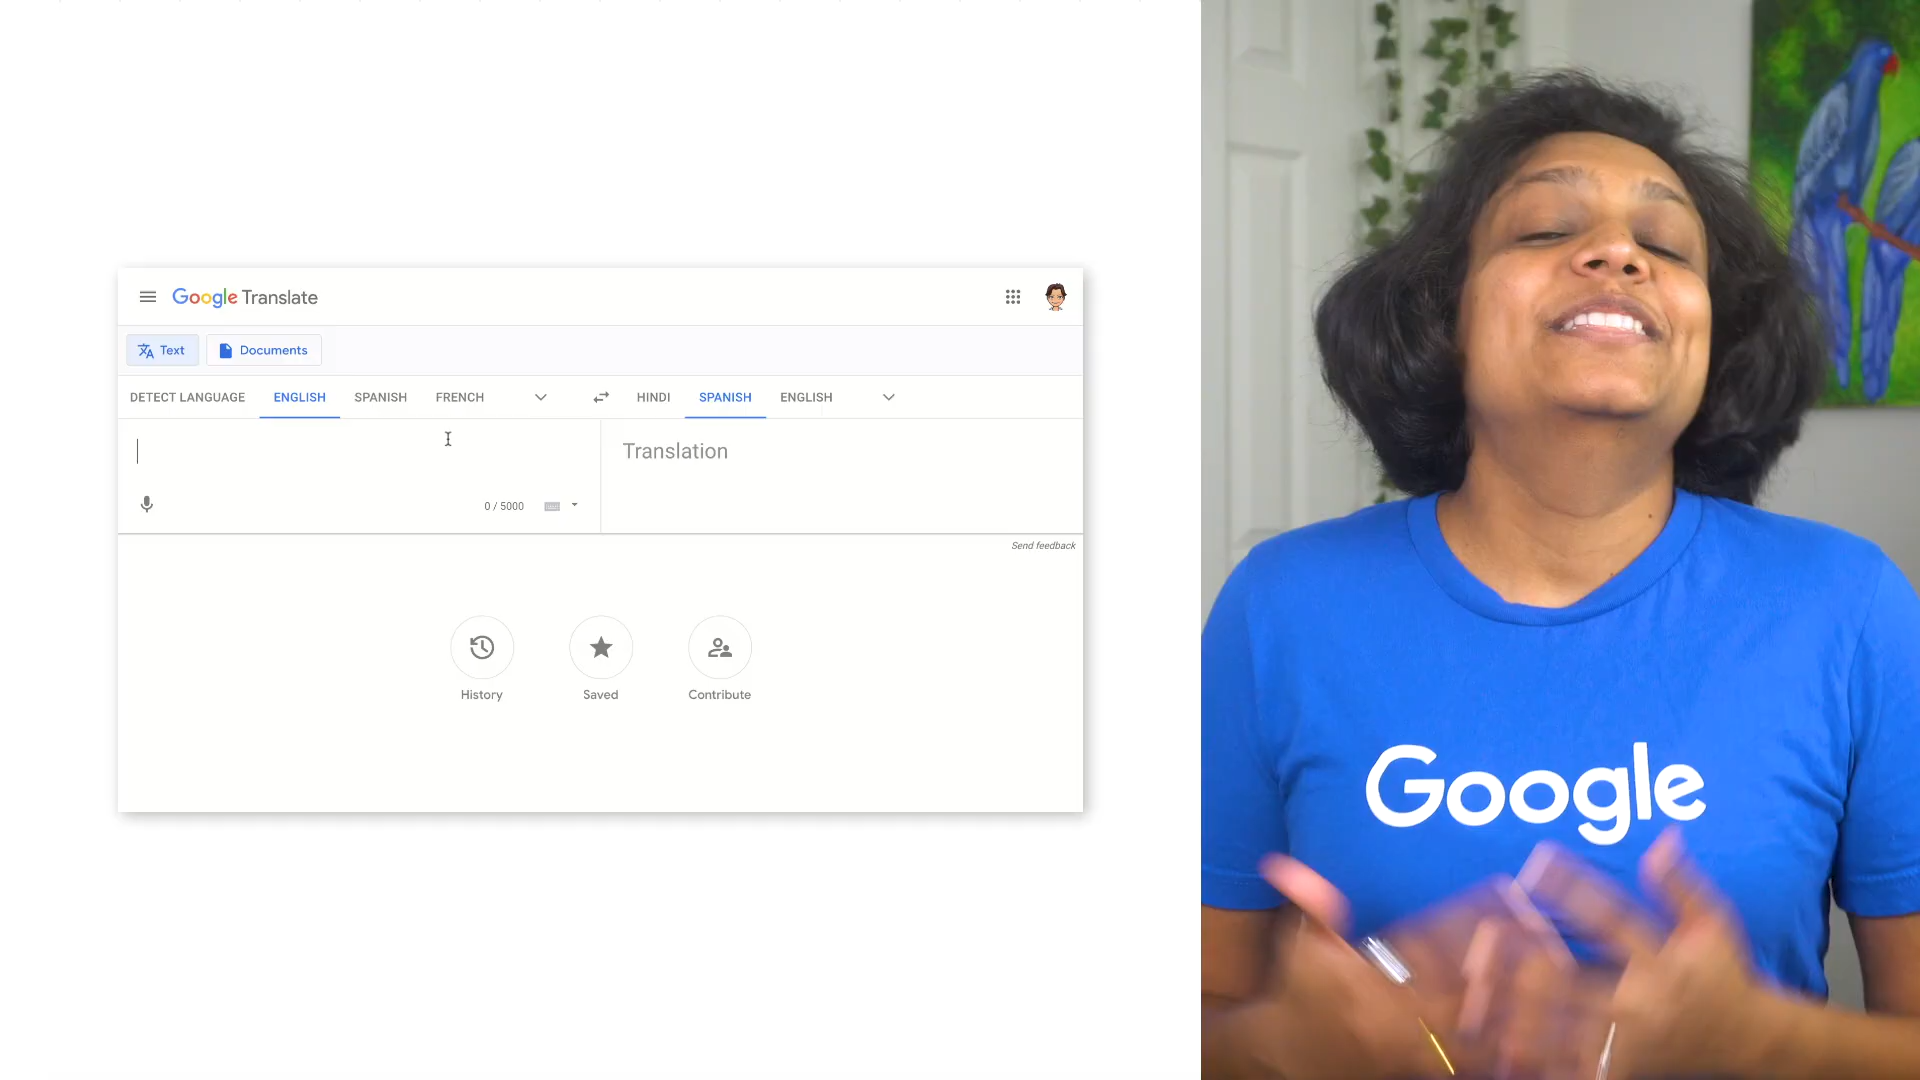 Google Translate
Text Documents
DETECT LANGUAGE ENGLISH SPANISH FRENCH HINDI SPANISH ENGLISH
Translation
0 / 5000
Send feedback
History Saved Contribute
Google